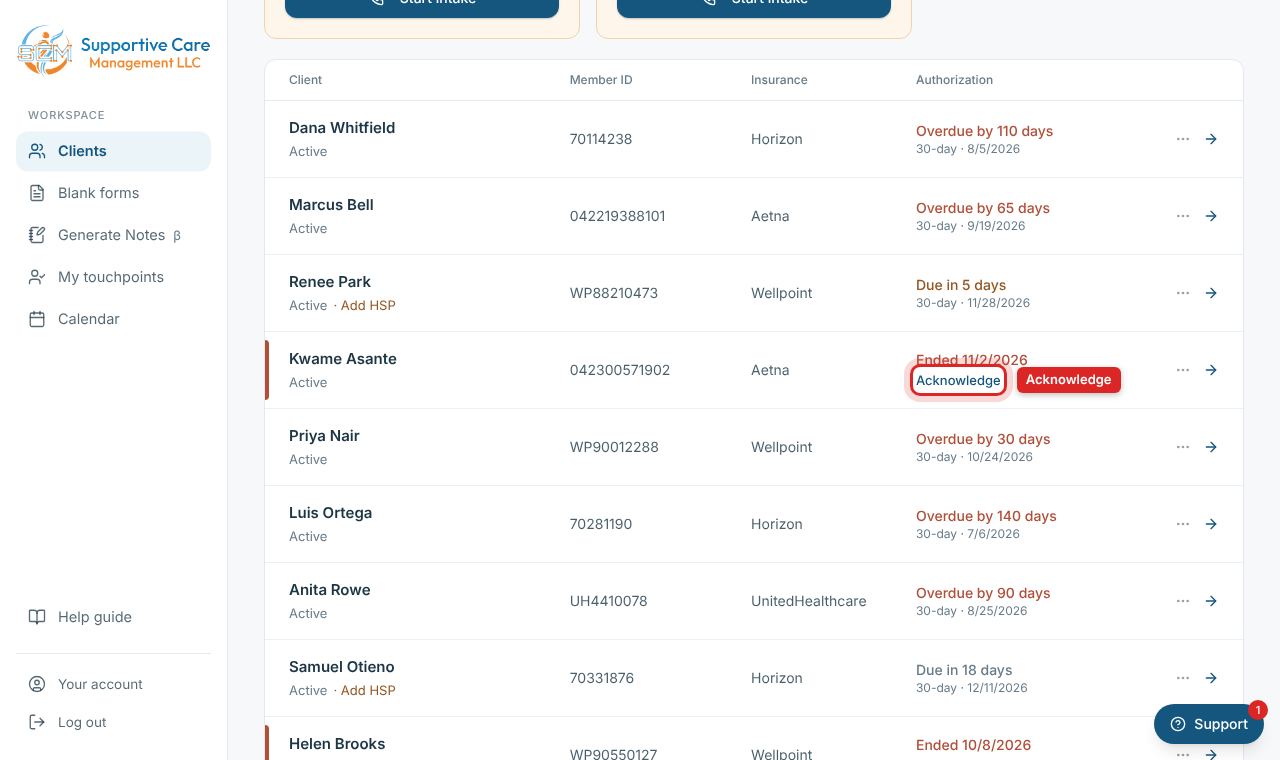 Start intake
Start intake
SCM
Supportive Care
Management LLC
WORKSPACE
Clients
Blank forms
Generate Notes β
My touchpoints
Calendar
Help guide
Your account
Log out
Client Member ID Insurance Authorization
Dana Whitfield
Active
70114238
Horizon
Overdue by 110 days
30-day · 8/5/2026
Marcus Bell
Active
042219388101
Aetna
Overdue by 65 days
30-day · 9/19/2026
Renee Park
Active · Add HSP
WP88210473
Wellpoint
Due in 5 days
30-day · 11/28/2026
Kwame Asante
Active
042300571902
Aetna
Ended 11/2/2026
Acknowledge
Acknowledge
Priya Nair
Active
WP90012288
Wellpoint
Overdue by 30 days
30-day · 10/24/2026
Luis Ortega
Active
70281190
Horizon
Overdue by 140 days
30-day · 7/6/2026
Anita Rowe
Active
UH4410078
UnitedHealthcare
Overdue by 90 days
30-day · 8/25/2026
Samuel Otieno
Active · Add HSP
70331876
Horizon
Due in 18 days
30-day · 12/11/2026
Helen Brooks
WP90550127
Wellpoint
Ended 10/8/2026
Support
1